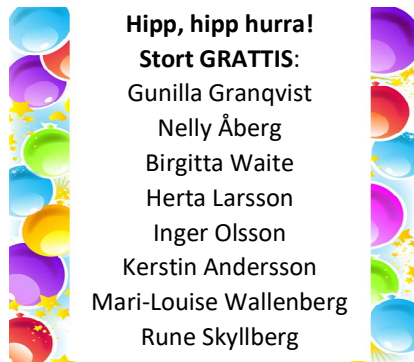 Hipp, hipp hurra!
Stort GRATTIS:
Gunilla Granqvist
Nelly Åberg
Birgitta Waite
Herta Larsson
Inger Olsson
Kerstin Andersson
Mari-Louise Wallenberg
Rune Skyllberg